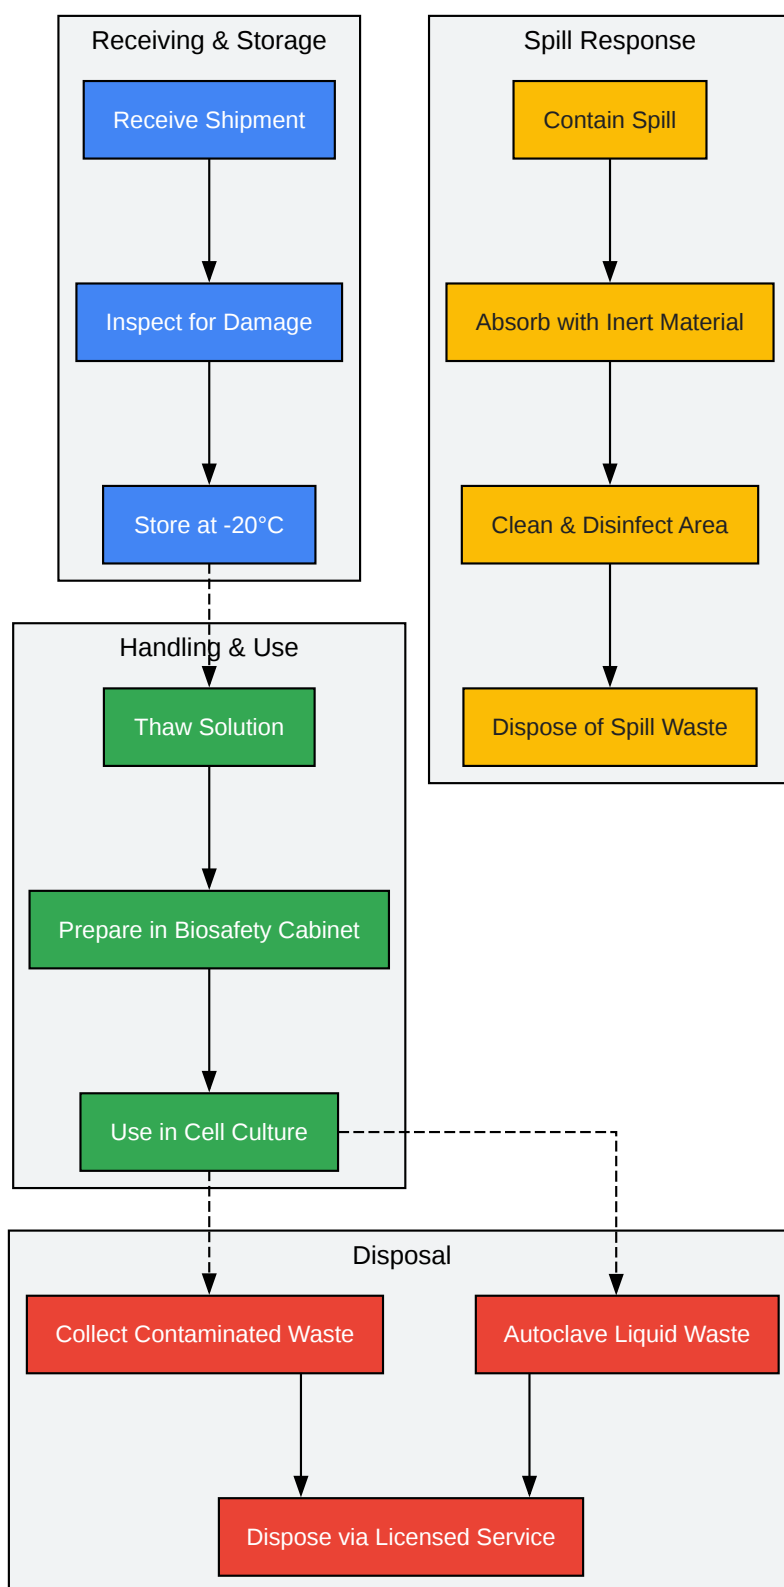 Receiving & Storage
Receive Shipment
Inspect for Damage
Store at -20°C
Spill Response
Contain Spill
Absorb with Inert Material
Clean & Disinfect Area
Dispose of Spill Waste
Handling & Use
Thaw Solution
Prepare in Biosafety Cabinet
Use in Cell Culture
Disposal
Collect Contaminated Waste
Autoclave Liquid Waste
Dispose via Licensed Service